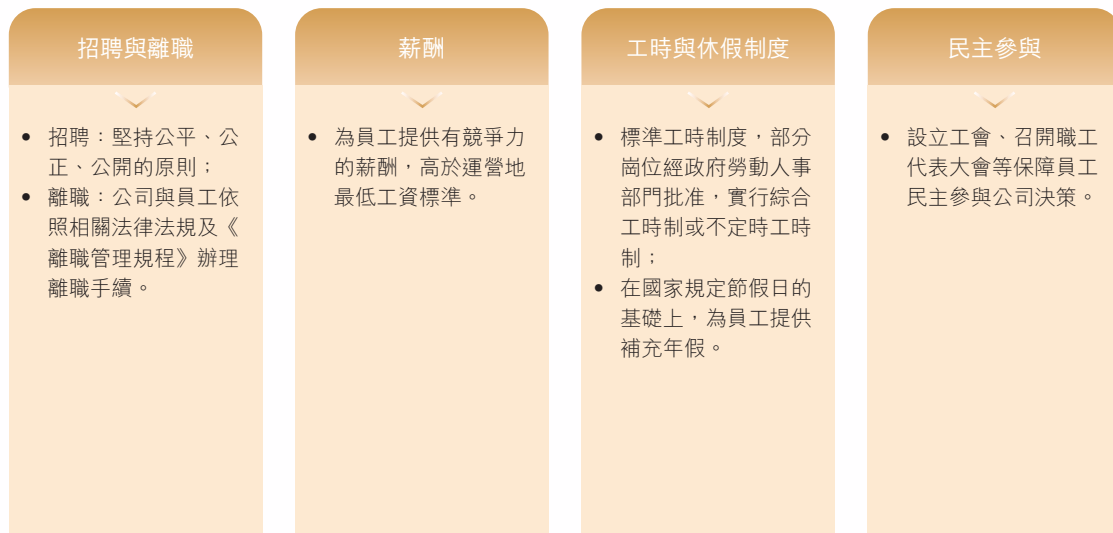 招聘與離職
• 招聘：堅持公平、公
正、公開的原則；
• 離職：公司與員工依
照相關法律法規及《
離職管理規程》辦理
離職手續。
薪酬
• 為員工提供有競爭力
的薪酬，高於運營地
最低工資標準。
工時與休假制度
• 標準工時制度，部分
崗位經政府勞動人事
部門批准，實行綜合
工時制或不定時工時
制；
• 在國家規定節假日的
基礎上，為員工提供
補充年假。
民主參與
• 設立工會、召開職工
代表大會等保障員工
民主參與公司決策。